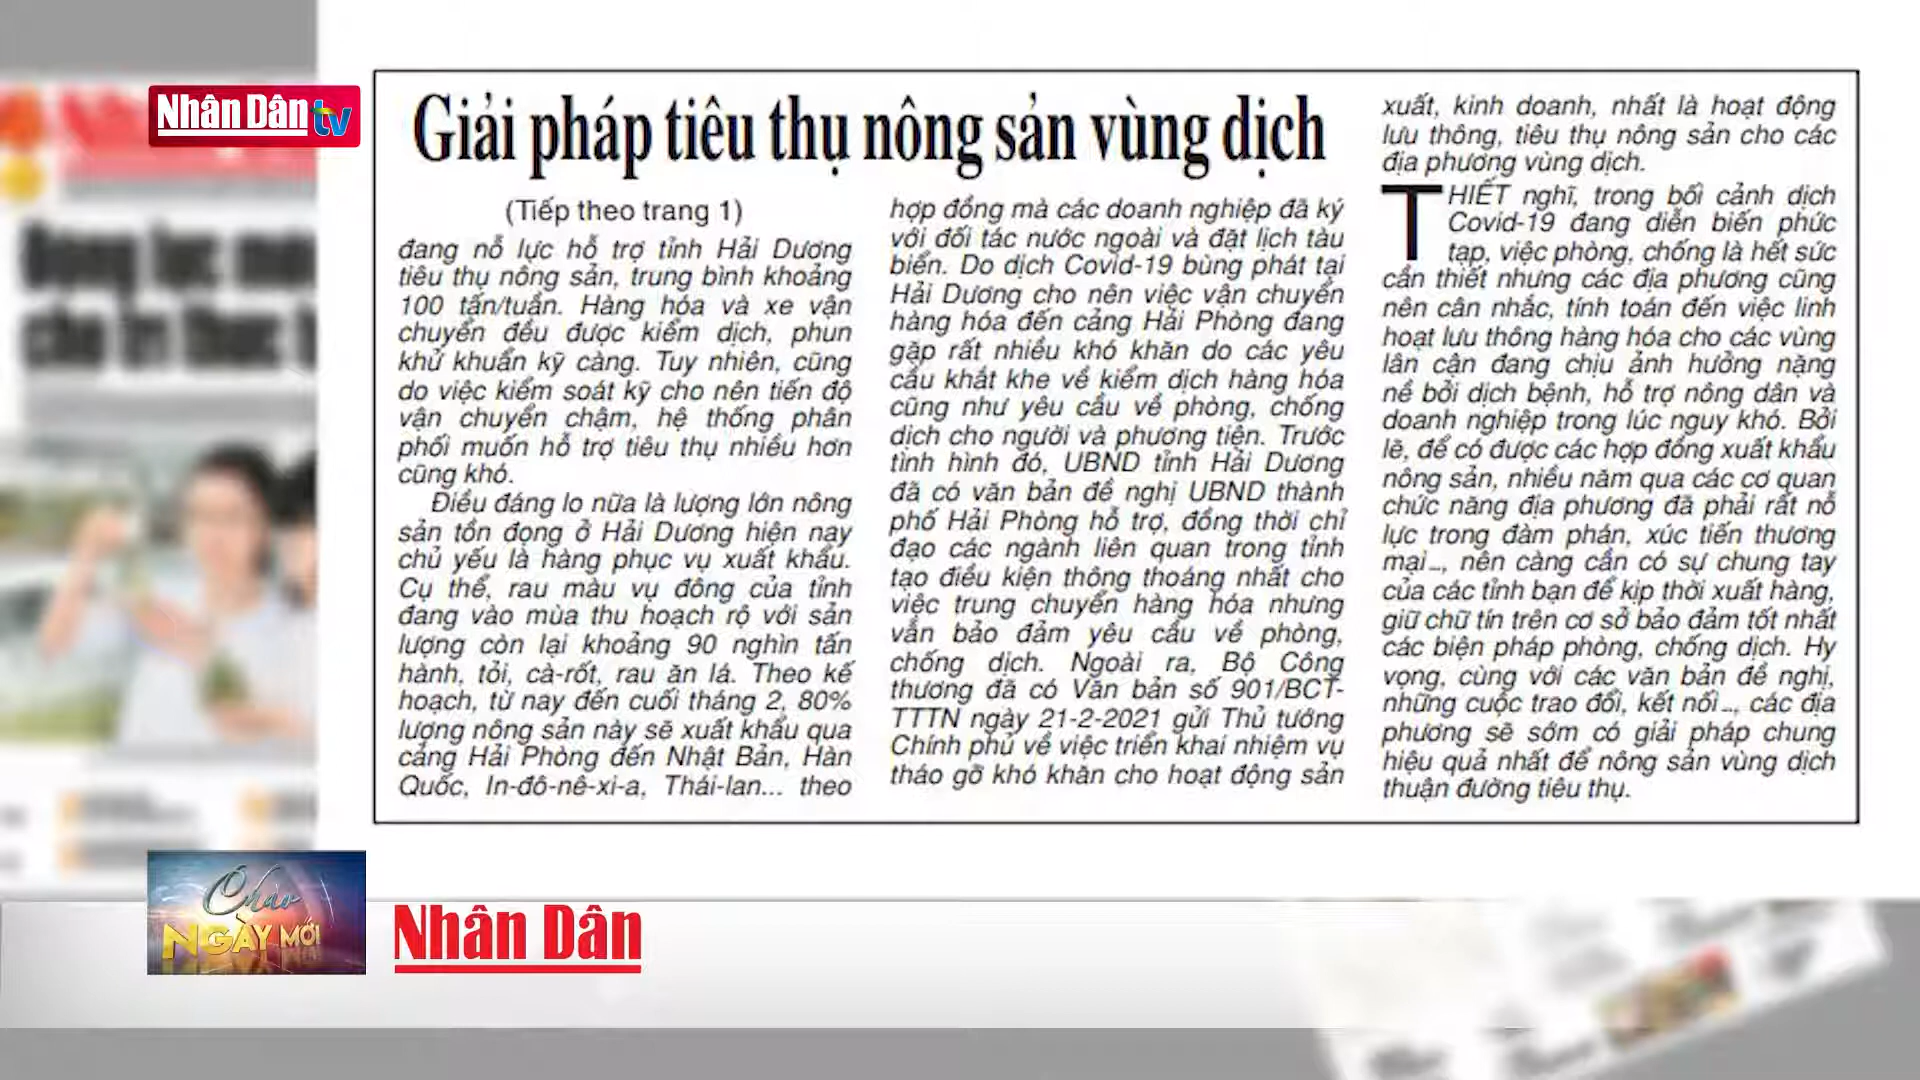 Nhân Dân tv
Giải pháp tiêu thụ nông sản vùng dịch
(Tiếp theo trang 1)
đang nỗ lực hỗ trợ tỉnh Hải Dương
tiêu thụ nông sản, trung bình khoảng
100 tấn/tuần. Hàng hóa và xe vận
chuyển đều được kiểm dịch, phun
khử khuẩn kỹ càng. Tuy nhiên, cũng
do việc kiểm soát kỹ cho nên tiến độ
vận chuyển chậm, hệ thống phân
phối muốn hỗ trợ tiêu thụ nhiều hơn
cũng khó.
Điều đáng lo nữa là lượng lớn nông
sản tồn đọng ở Hải Dương hiện nay
chủ yếu là hàng phục vụ xuất khẩu.
Cụ thể, rau màu vụ đông của tỉnh
đang vào mùa thu hoạch rộ với sản
lượng còn lại khoảng 90 nghìn tấn
hành, tỏi, cà-rốt, rau ăn lá. Theo kế
hoạch, từ nay đến cuối tháng 2, 80%
lượng nông sản này sẽ xuất khẩu qua
cảng Hải Phòng đến Nhật Bản, Hàn
Quốc, In-đô-nê-xi-a, Thái-lan... theo
hợp đồng mà các doanh nghiệp đã ký
với đối tác nước ngoài và đặt lịch tàu
biển. Do dịch Covid-19 bùng phát tại
Hải Dương cho nên việc vận chuyển
hàng hóa đến cảng Hải Phòng đang
gặp rất nhiều khó khăn do các yêu
cầu khắt khe về kiểm dịch hàng hóa
cũng như yêu cầu về phòng, chống
dịch cho người và phương tiện. Trước
tình hình đó, UBND tỉnh Hải Dương
đã có văn bản đề nghị UBND thành
phố Hải Phòng hỗ trợ, đồng thời chỉ
đạo các ngành liên quan trong tỉnh
tạo điều kiện thông thoáng nhất cho
việc trung chuyển hàng hóa nhưng
vẫn bảo đảm yêu cầu về phòng,
chống dịch. Ngoài ra, Bộ Công
thương đã có Văn bản số 901/BCT-
TTTN ngày 21-2-2021 gửi Thủ tướng
Chính phủ về việc triển khai nhiệm vụ
tháo gỡ khó khăn cho hoạt động sản
xuất, kinh doanh, nhất là hoạt động
lưu thông, tiêu thụ nông sản cho các
địa phương vùng dịch.
THIẾT nghĩ, trong bối cảnh dịch
Covid-19 đang diễn biến phức
tạp, việc phòng, chống là hết sức
cần thiết nhưng các địa phương cũng
nên cân nhắc, tính toán đến việc linh
hoạt lưu thông hàng hóa cho các vùng
lân cận đang chịu ảnh hưởng nặng
nề bởi dịch bệnh, hỗ trợ nông dân và
doanh nghiệp trong lúc nguy khó. Bởi
lẽ, để có được các hợp đồng xuất khẩu
nông sản, nhiều năm qua các cơ quan
chức năng địa phương đã phải rất nỗ
lực trong đàm phán, xúc tiến thương
mại..., nên càng cần có sự chung tay
của các tỉnh bạn để kịp thời xuất hàng,
giữ chữ tín trên cơ sở bảo đảm tốt nhất
các biện pháp phòng, chống dịch. Hy
vọng, cùng với các văn bản đề nghị,
những cuộc trao đổi, kết nối..., các địa
phương sẽ sớm có giải pháp chung
hiệu quả nhất để nông sản vùng dịch
thuận đường tiêu thụ.
Chào
NGÀY MỚI
Nhân Dân